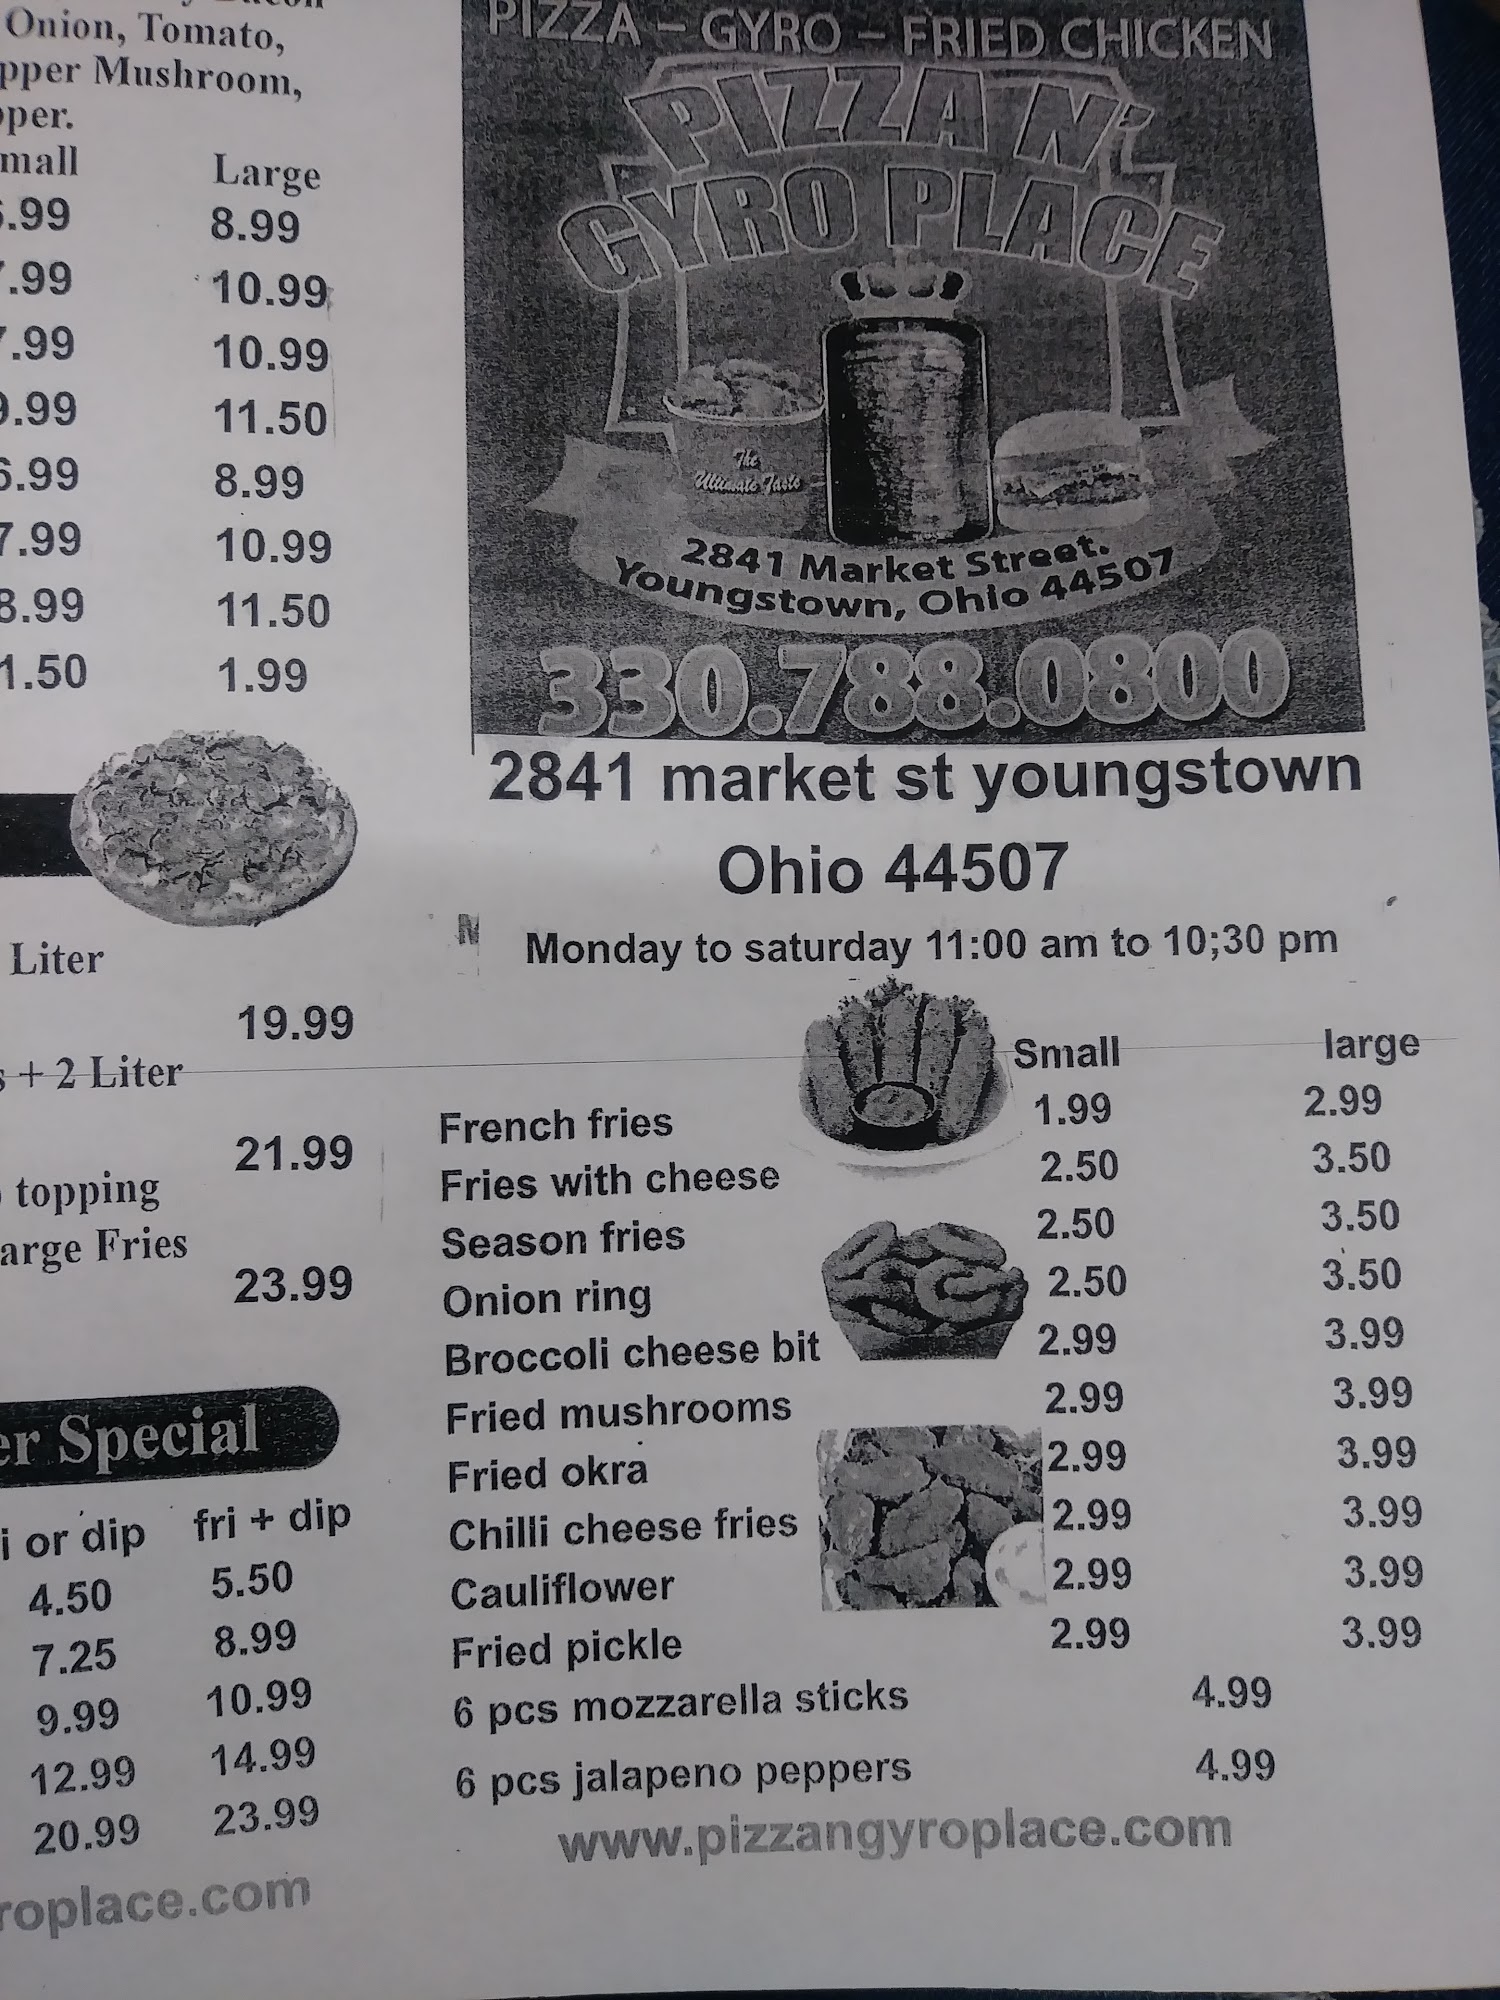 Onion, Tomato,
Mushroom,
Large
8.99
10.99
10.99
11.50
8.99
7.99 10.99
8.99 11.50
1.50 1.99
Liter
19.99
+ 2 Liter
21.99
topping
Fries
23.99
Special
or dip fri + dip
4.50 5.50
7.25 8.99
9.99 10.99
12.99 14.99
20.99 23.99
PIZZA – GYRO – FRIED CHICKEN
PIZZA N'
GYRO PLACE
The
Ultimate Taste
2841 Market Street.
Youngstown, Ohio 44507
330.788.0800
2841 market st youngstown
Ohio 44507
Monday to saturday 11:00 am to 10;30 pm
Small large
French fries 1.99 2.99
Fries with cheese 2.50 3.50
Season fries 2.50 3.50
Onion ring 2.50 3.50
Broccoli cheese bit 2.99 3.99
Fried mushrooms 2.99 3.99
Fried okra 2.99 3.99
Chilli cheese fries 2.99 3.99
Cauliflower 2.99 3.99
Fried pickle 2.99 3.99
6 pcs mozzarella sticks 4.99
6 pcs jalapeno peppers 4.99
www.pizzangyroplace.com